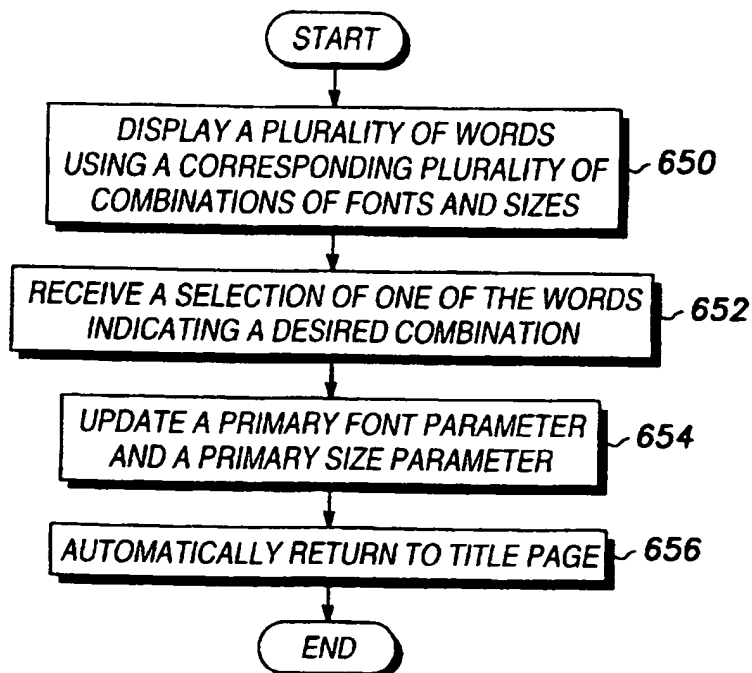 START
DISPLAY A PLURALITY OF WORDS
USING A CORRESPONDING PLURALITY OF
COMBINATIONS OF FONTS AND SIZES
650
RECEIVE A SELECTION OF ONE OF THE WORDS
INDICATING A DESIRED COMBINATION
652
UPDATE A PRIMARY FONT PARAMETER
AND A PRIMARY SIZE PARAMETER
654
AUTOMATICALLY RETURN TO TITLE PAGE
656
END